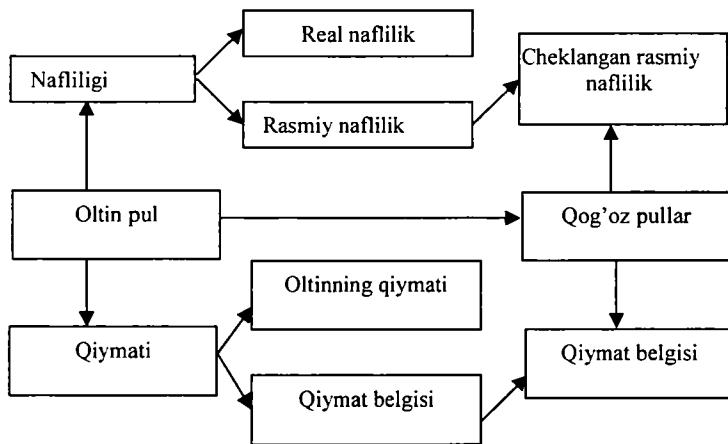 Real naflilik
Cheklangan rasmiy
naflilik
Nafliligi
Rasmiy naflilik
Oltin pul
Qog’oz pullar
Oltinning qiymati
Qiymati
Qiymat belgisi
Qiymat belgisi